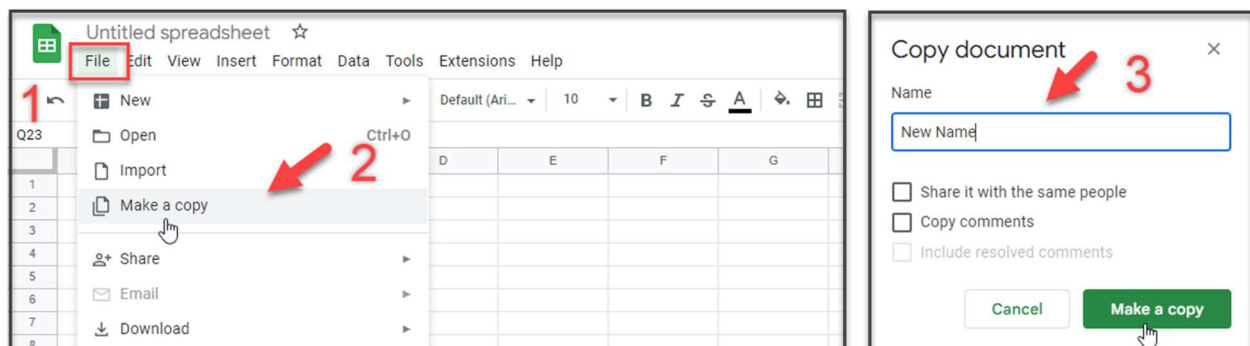 Untitled spreadsheet
File Edit View Insert Format Data Tools Extensions Help
1
New
Default (Ari...
10
B I S A
Q23
Open Ctrl+O
D E F G
Import
2
1
Make a copy
2
3
Share
4
5
Email
6
7
Download
8
Copy document
3
Name
New Name
Share it with the same people
Copy comments
Include resolved comments
Cancel
Make a copy